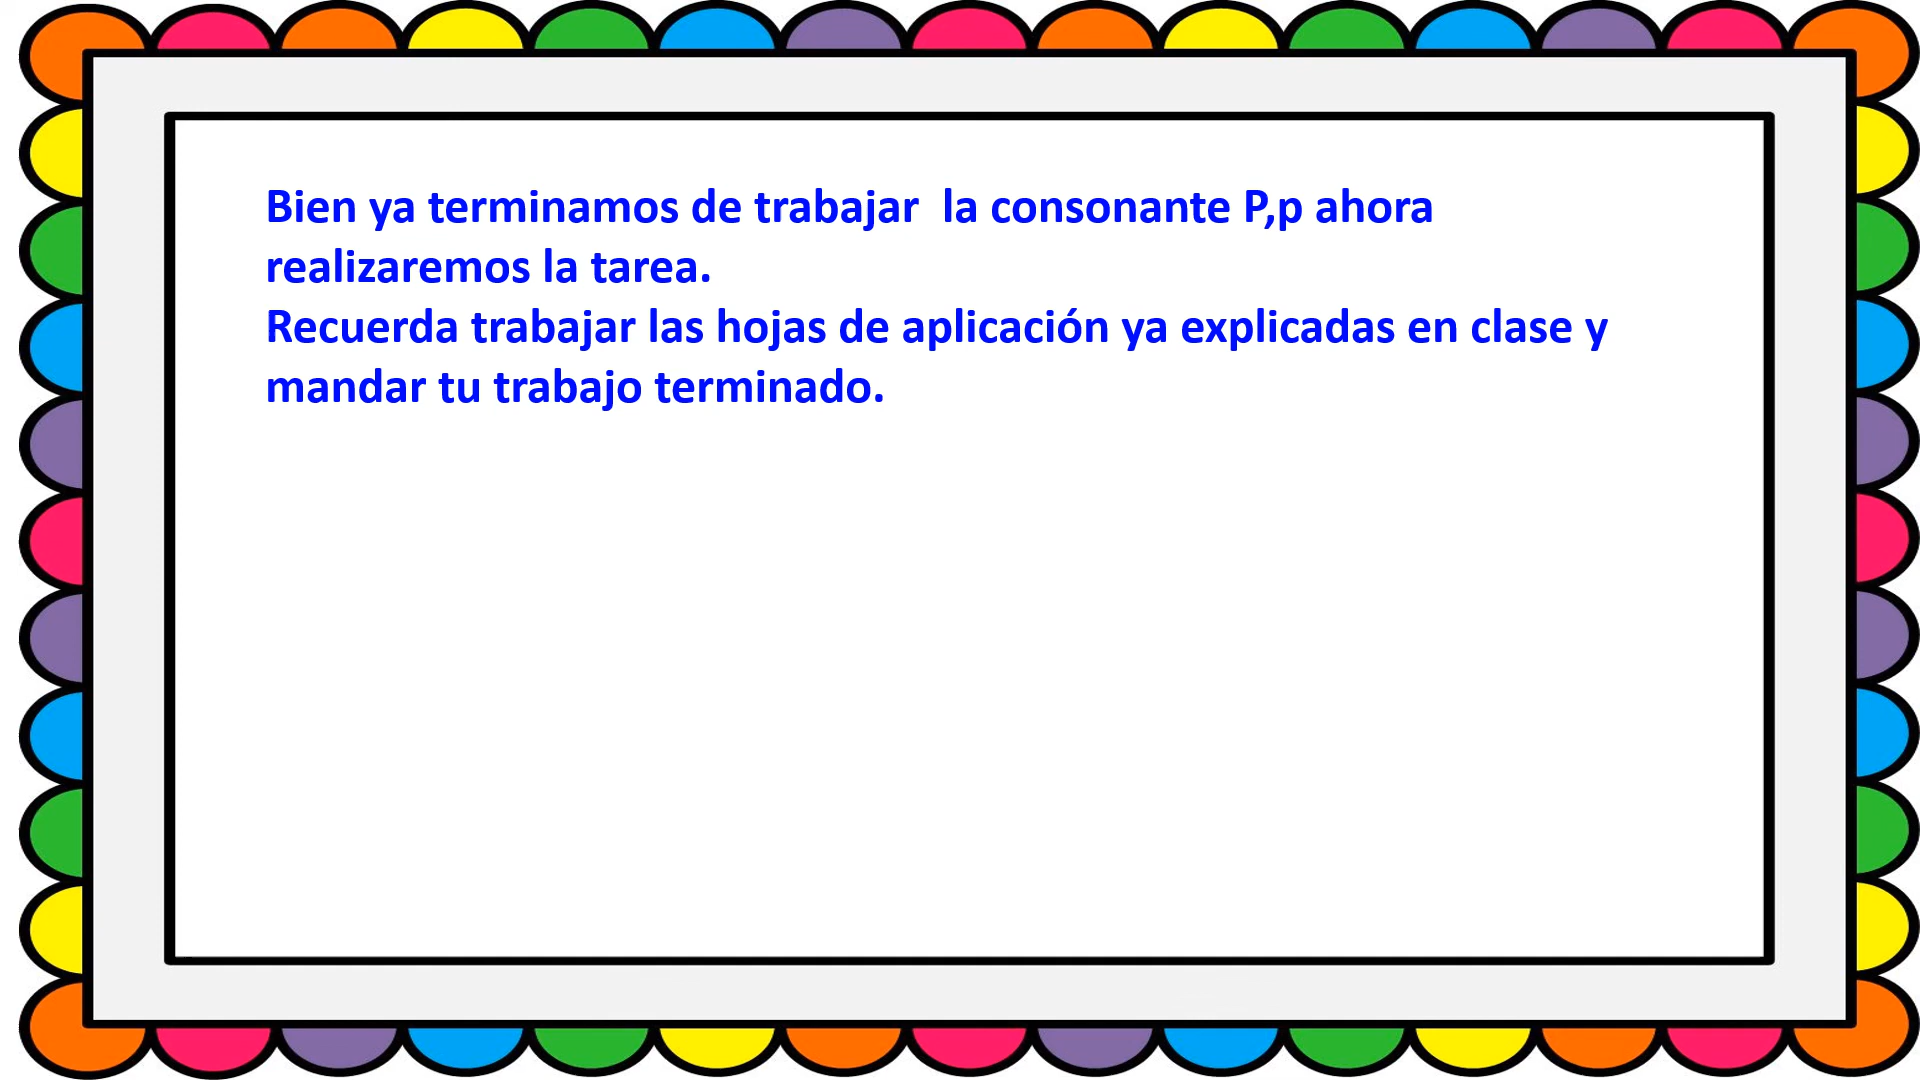 Bien ya terminamos de trabajar  la consonante P,p ahora
realizaremos la tarea.
Recuerda trabajar las hojas de aplicación ya explicadas en clase y
mandar tu trabajo terminado.